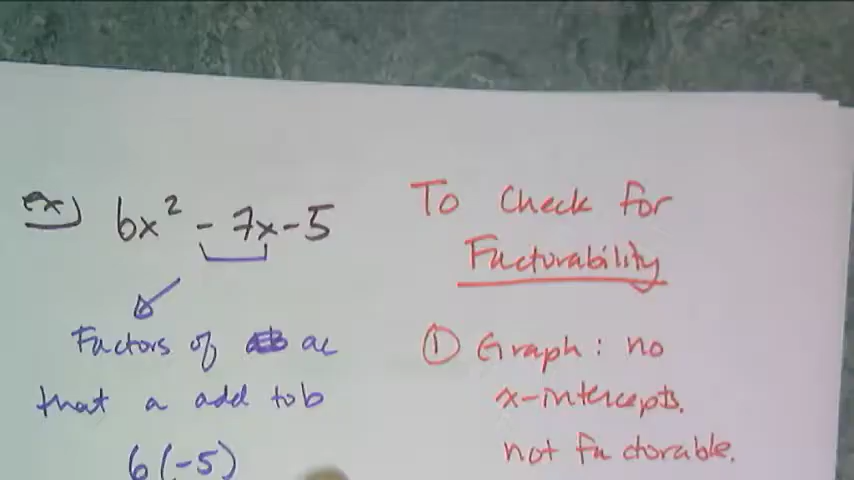 ex) 6x² - 7x - 5
Factors of ac
that a add to b
6(-5)
To Check for
Facturability
① Graph: no
x-intercepts.
not factorable.